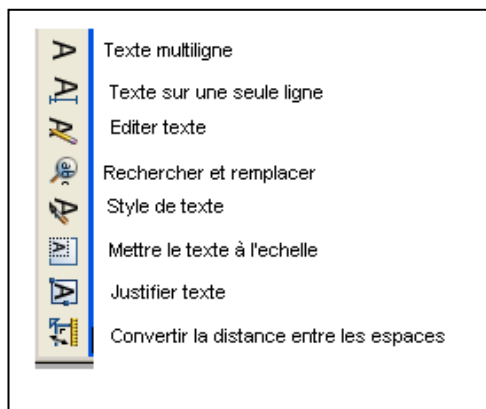 Texte multiligne
Texte sur une seule ligne
Editer texte
Rechercher et remplacer
Style de texte
Mettre le texte à l'echelle
Justifier texte
Convertir la distance entre les espaces